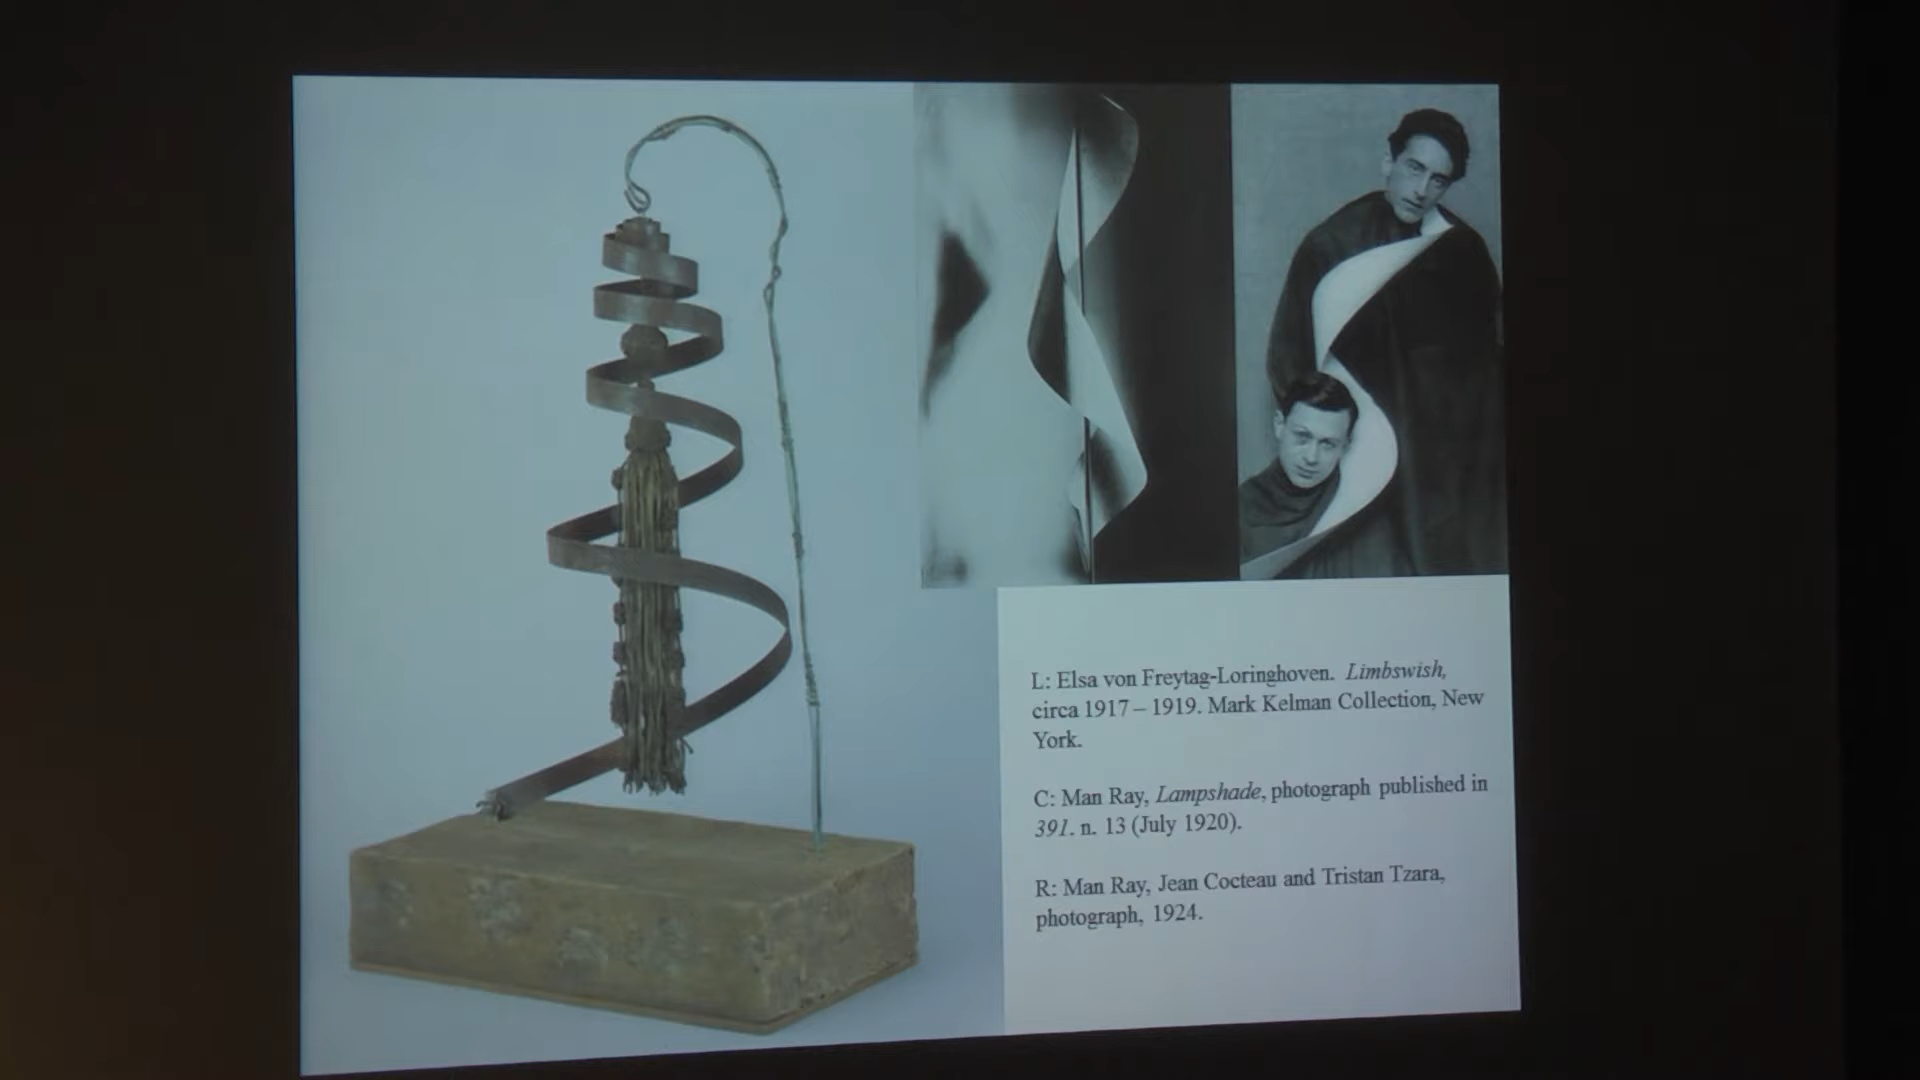 L: Elsa von Freytag-Loringhoven. Limbswish,
circa 1917 – 1919. Mark Kelman Collection, New
York.
C: Man Ray, Lampshade, photograph published in
391. n. 13 (July 1920).
R: Man Ray, Jean Cocteau and Tristan Tzara,
photograph, 1924.